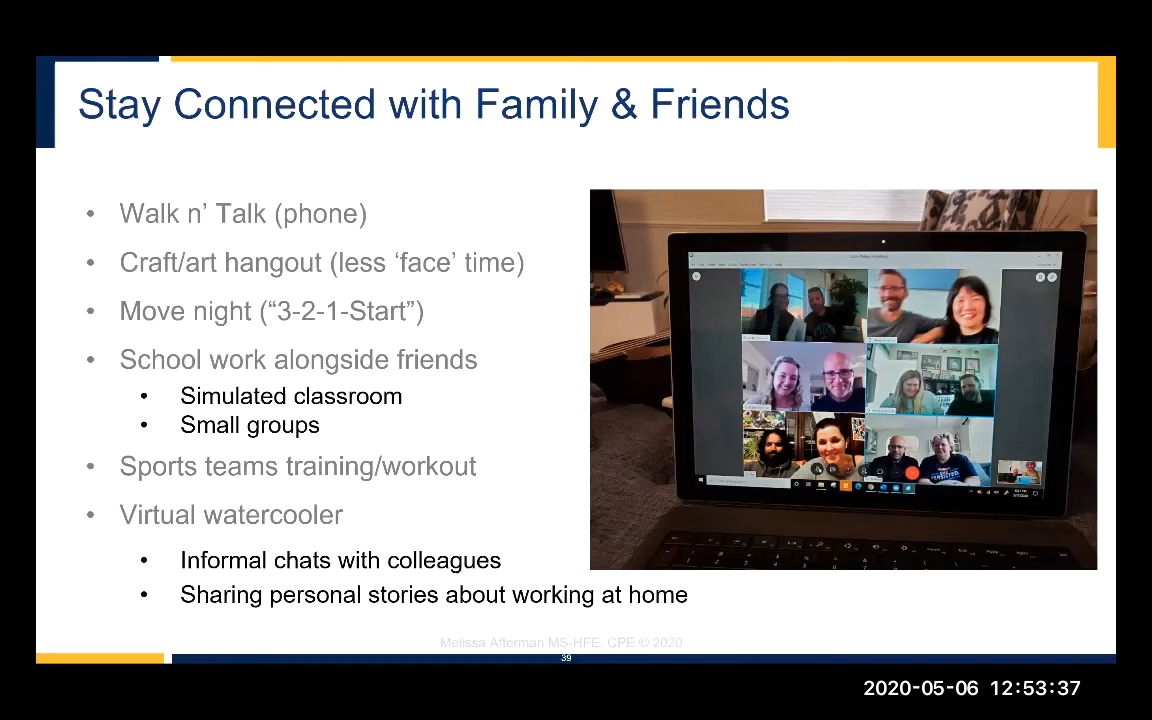 Stay Connected with Family & Friends
• Walk n’ Talk (phone)
• Craft/art hangout (less ‘face’ time)
• Move night (“3-2-1-Start”)
• School work alongside friends
• Simulated classroom
• Small groups
• Sports teams training/workout
• Virtual watercooler
• Informal chats with colleagues
• Sharing personal stories about working at home
Melissa Afterman MS-HFE, CPE © 2020
39
2020-05-06 12:53:37